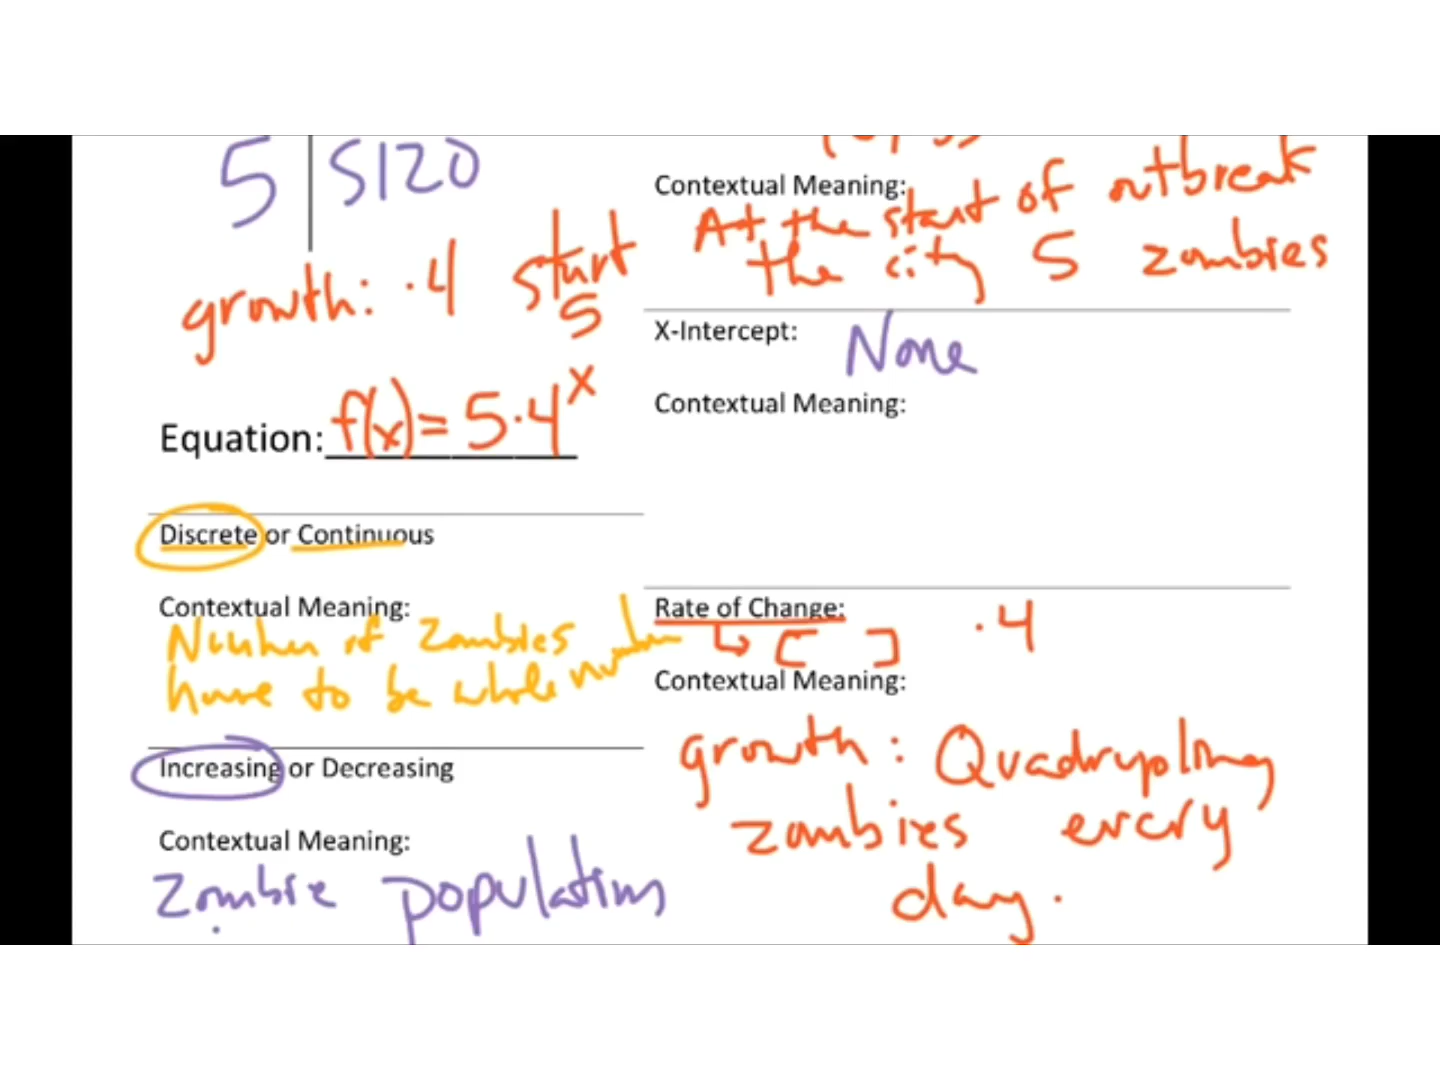 5 | 5120
growth: ·4 start
5
Equation: f(x) = 5·4^x
Discrete or Continuous
Contextual Meaning:
Number of zombies
have to be whole number
Increasing or Decreasing
Contextual Meaning:
Zombie population
Contextual Meaning:
At the start of outbreak
the city 5 zombies
X-Intercept: None
Contextual Meaning:
Rate of Change: ·4
↳ [ ]
Contextual Meaning:
growth: Quadrupling
zombies every
day.